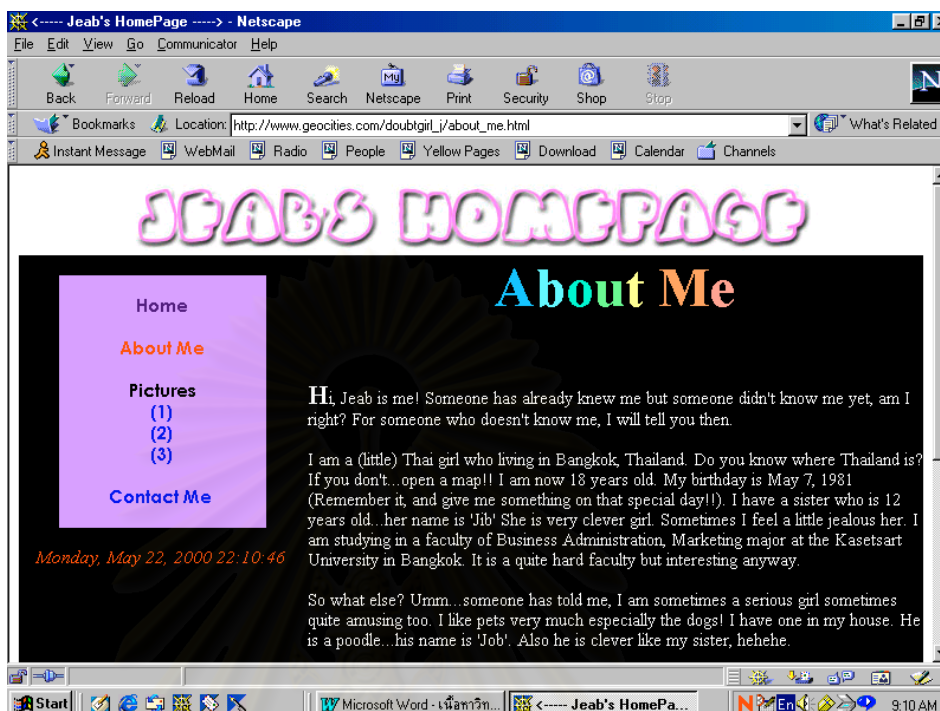 <----- Jeab's HomePage -----> - Netscape
File Edit View Go Communicator Help
Back Forward Reload Home Search Netscape Print Security Shop Stop
Bookmarks Location: http://www.geocities.com/doubtgirl_j/about_me.html What's Related
Instant Message WebMail Radio People Yellow Pages Download Calendar Channels
JEAB'S HOMEPAGE
About Me
Home
About Me
Pictures
(1)
(2)
(3)
Contact Me
Monday, May 22, 2000 22:10:46
Hi, Jeab is me! Someone has already knew me but someone didn't know me yet, am I
right? For someone who doesn't know me, I will tell you then.
I am a (little) Thai girl who living in Bangkok, Thailand. Do you know where Thailand is?
If you don't...open a map!! I am now 18 years old. My birthday is May 7, 1981
(Remember it, and give me something on that special day!!). I have a sister who is 12
years old...her name is 'Jib' She is very clever girl. Sometimes I feel a little jealous her. I
am studying in a faculty of Business Administration, Marketing major at the Kasetsart
University in Bangkok. It is a quite hard faculty but interesting anyway.
So what else? Umm...someone has told me, I am sometimes a serious girl sometimes
quite amusing too. I like pets very much especially the dogs! I have one in my house. He
is a poodle...his name is 'Job'. Also he is clever like my sister, hehehe.
Start Microsoft Word - เนื้อหาวิท... <----- Jeab's HomePa... En 9:10 AM